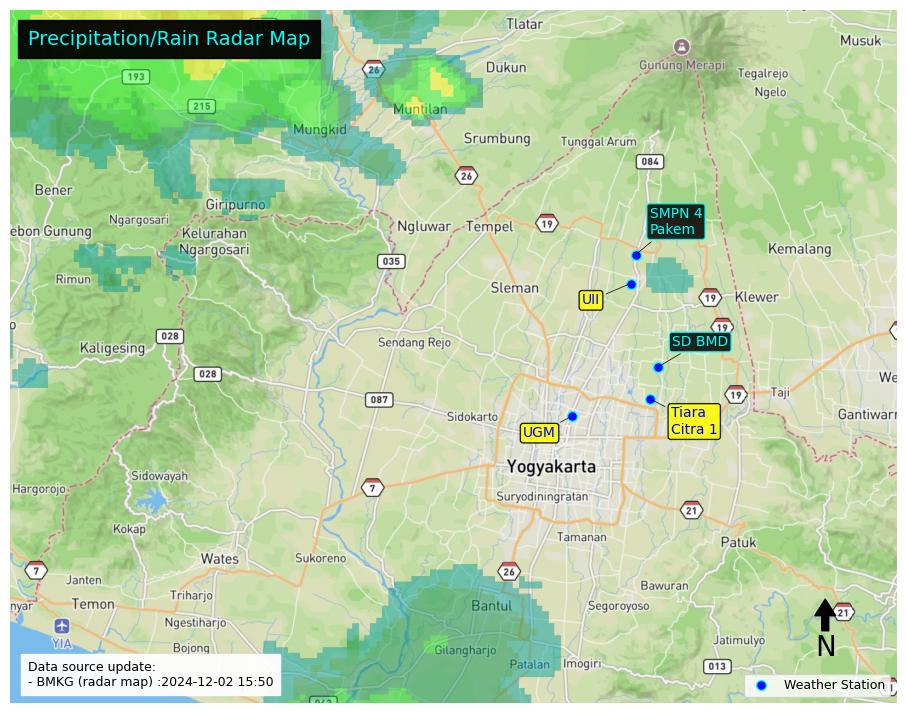 Precipitation/Rain Radar Map
Tlatar
Musuk
26
Dukun
Gunung Merapi
Tegalrejo
193
Ngelo
215
Muntilan
Mungkid
Srumbung
Tunggal Arum
084
26
Bener
Giripurno
SMPN 4
Pakem
Ngargosari
Ngluwar
Tempel
19
ebon Gunung
Kelurahan
Ngargosari
Kemalang
035
Rimun
Sleman
UII
19
Klewer
19
028
Kaligesing
Sendang Rejo
SD BMD
028
We
087
19
Taji
Sidokarto
Tiara
Citra 1
Gantiwarn
UGM
Yogyakarta
Sidowayah
Hargorojo
7
Suryodiningratan
21
Kokap
Tamanan
Patuk
Wates
Sukoreno
7
26
Janten
Bawuran
Triharjo
nyar
Temon
Bantul
Segoroyoso
21
Ngestiharjo
YIA
Bojong
Gilangharjo
Jatimulyo
N
Patalan
Imogiri
013
Data source update:
- BMKG (radar map) :2024-12-02 15:50
Weather Station